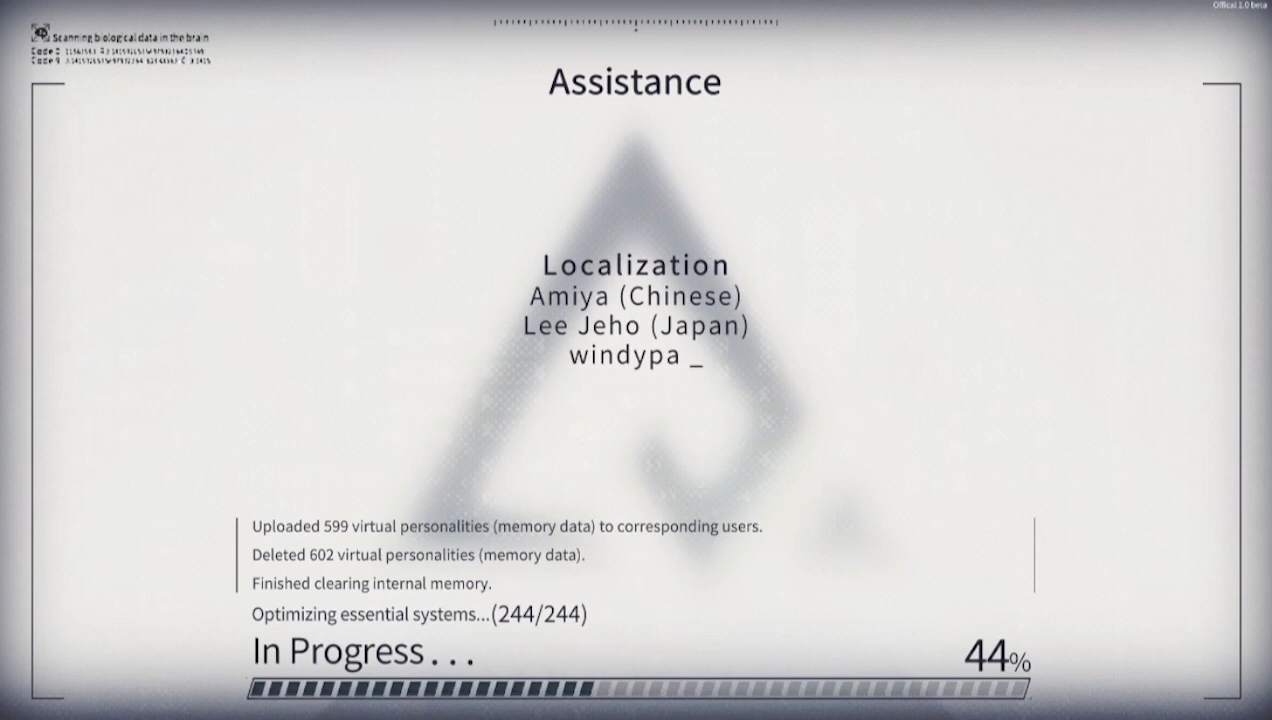 Offical 1.0 beta
Scanning biological data in the brain
Assistance
Localization
Amiya (Chinese)
Lee Jeho (Japan)
windypa _
Uploaded 599 virtual personalities (memory data) to corresponding users.
Deleted 602 virtual personalities (memory data).
Finished clearing internal memory.
Optimizing essential systems...(244/244)
In Progress . . .
44%